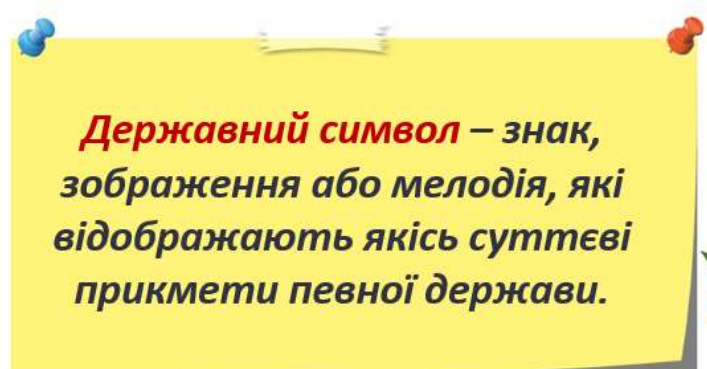 Державний символ – знак,
зображення або мелодія, які
відображають якісь суттєві
прикмети певної держави.